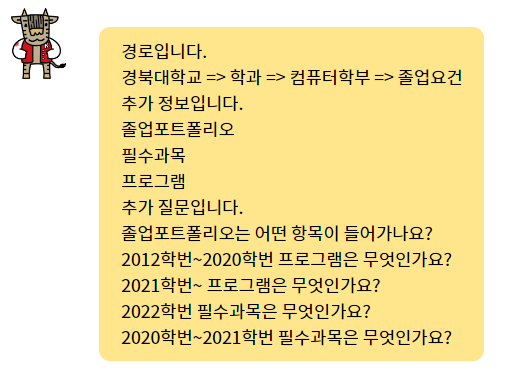 경로입니다.
경북대학교 => 학과 => 컴퓨터학부 => 졸업요건
추가 정보입니다.
졸업포트폴리오
필수과목
프로그램
추가 질문입니다.
졸업포트폴리오는 어떤 항목이 들어가나요?
2012학번~2020학번 프로그램은 무엇인가요?
2021학번~ 프로그램은 무엇인가요?
2022학번 필수과목은 무엇인가요?
2020학번~2021학번 필수과목은 무엇인가요?